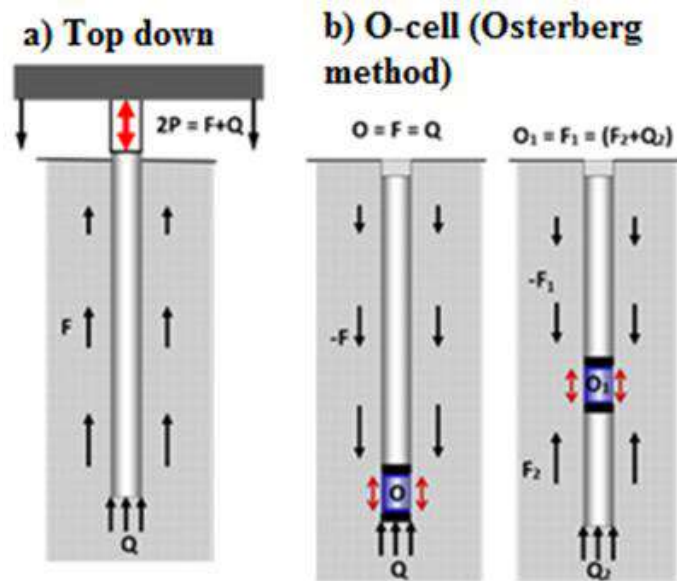 a) Top down
2P = F+Q
F
Q
b) O-cell (Osterberg
method)
O = F = Q
-F
O
Q
O₁ = F₁ = (F₂+Q₂)
-F₁
O₁
F₂
Q₂